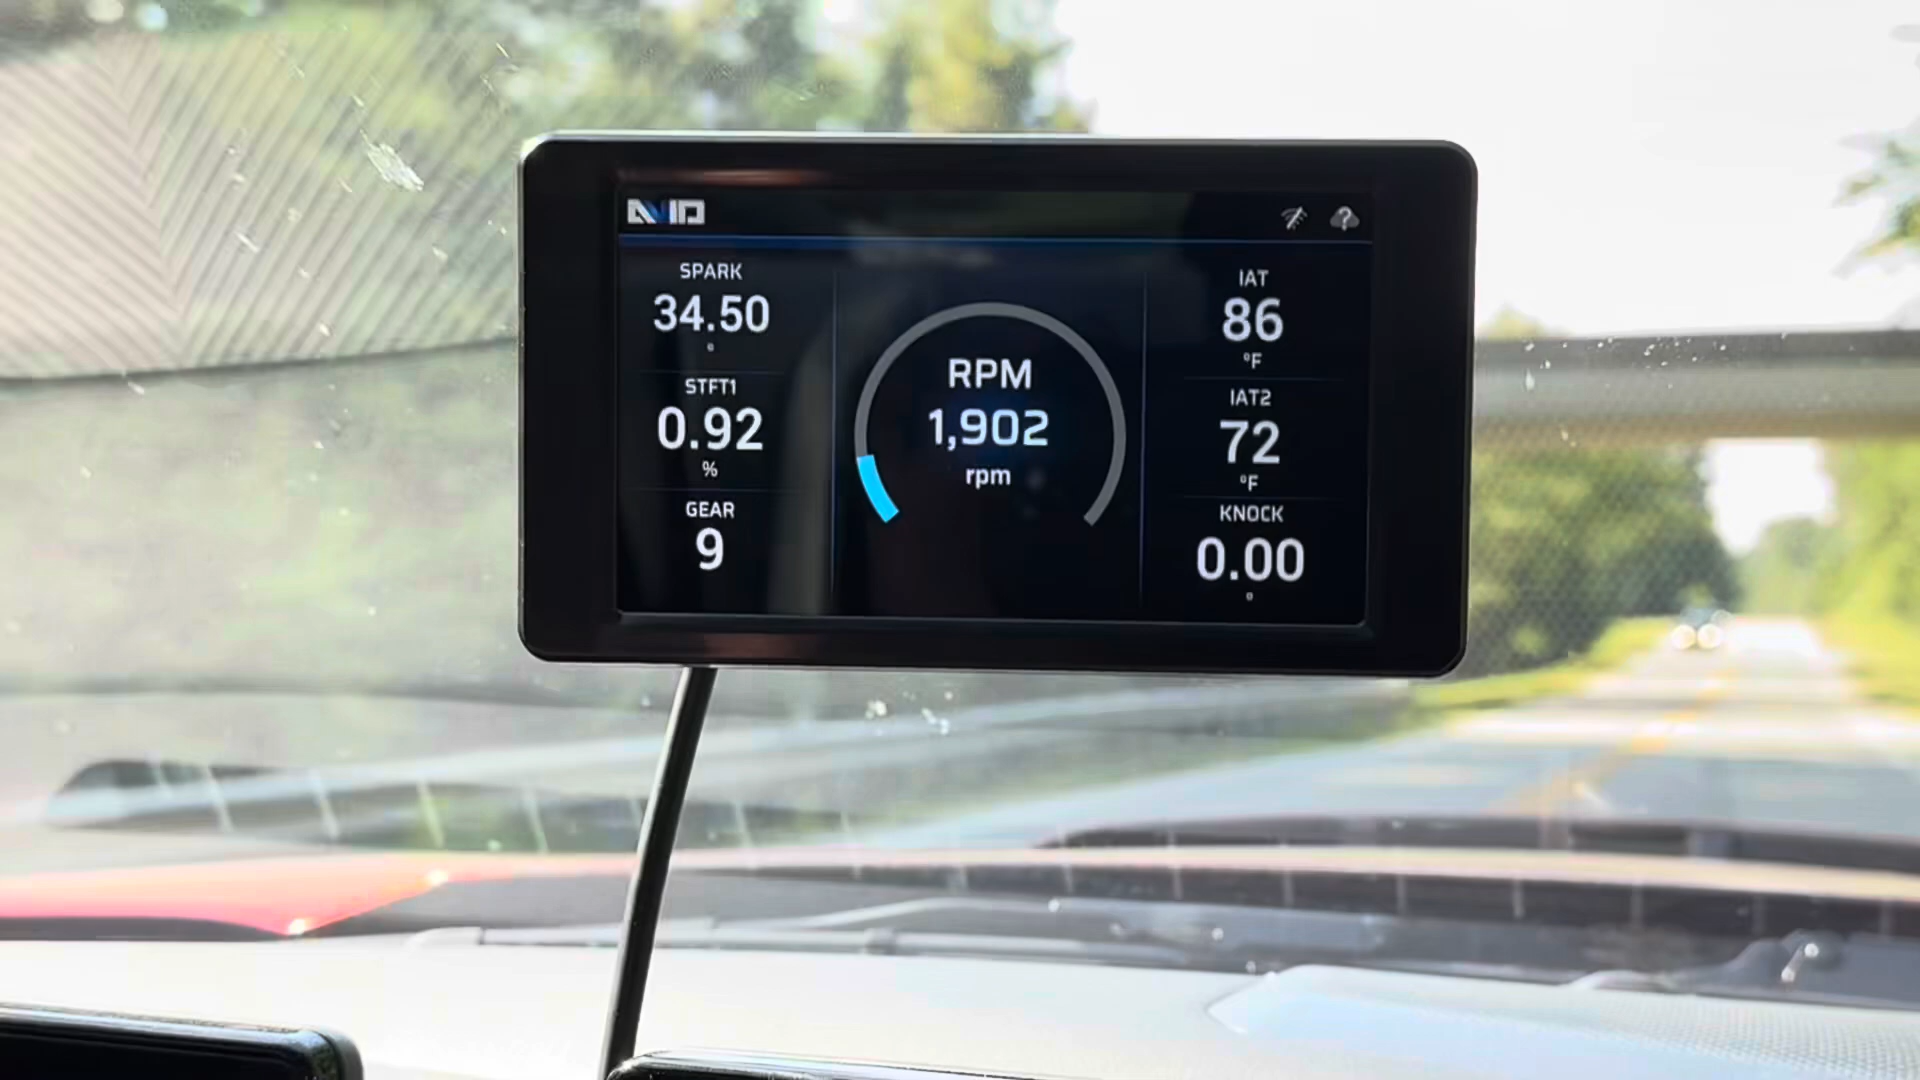 AVID
SPARK
34.50
°
STFT1
0.92
%
GEAR
9
RPM
1,902
rpm
IAT
86
°F
IAT2
72
°F
KNOCK
0.00
°